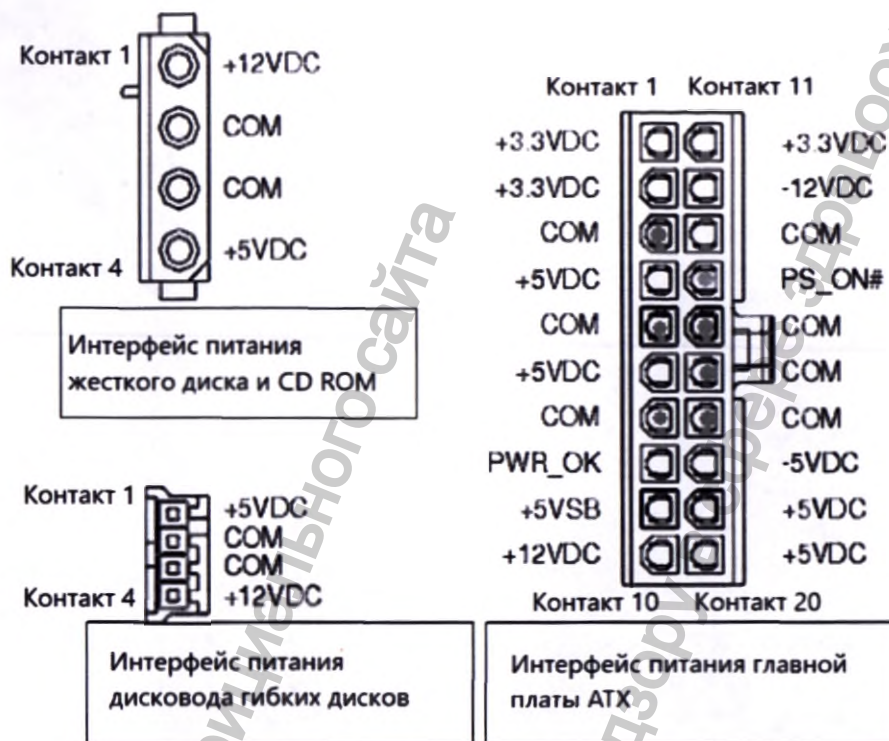 Контакт 1
+12VDC
COM
COM
+5VDC
Контакт 4
Интерфейс питания
жесткого диска и CD ROM
Контакт 1
+5VDC
COM
COM
+12VDC
Контакт 4
Интерфейс питания
дисковода гибких дисков
Контакт 1 Контакт 11
+3.3VDC +3.3VDC
+3.3VDC -12VDC
COM COM
+5VDC PS_ON#
COM COM
+5VDC COM
COM COM
PWR_OK -5VDC
+5VSB +5VDC
+12VDC +5VDC
Контакт 10 Контакт 20
Интерфейс питания главной
платы ATX
сайта